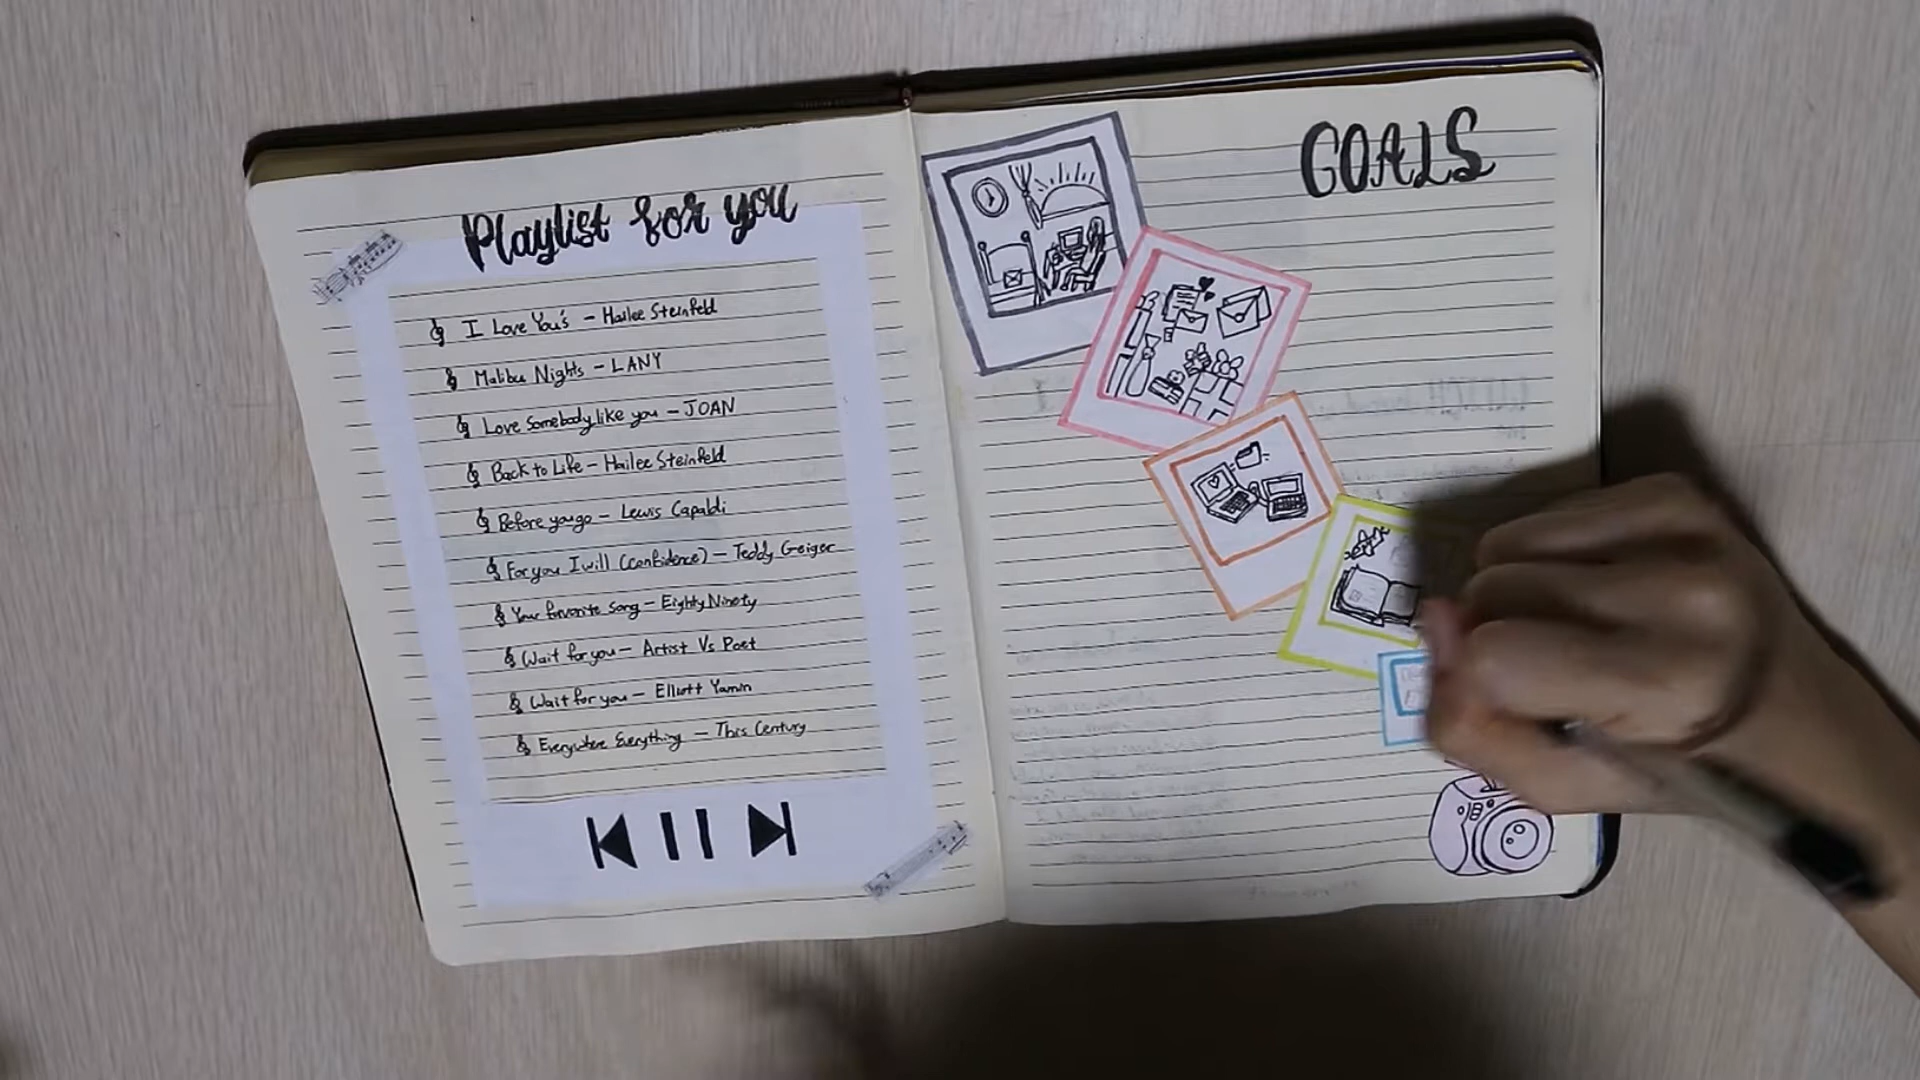 Playlist for you
I Love You's - Hailee Steinfeld
Malibu Nights - LANY
Love Somebody like you - JOAN
Back to Life - Hailee Steinfeld
Before you go - Lewis Capaldi
For you I will (confidence) - Teddy Geiger
Your favorite song - Eighty Ninety
Wait for you - Artist Vs Poet
Wait for you - Elliott Yamin
Everywhere Everything - This Century
GOALS